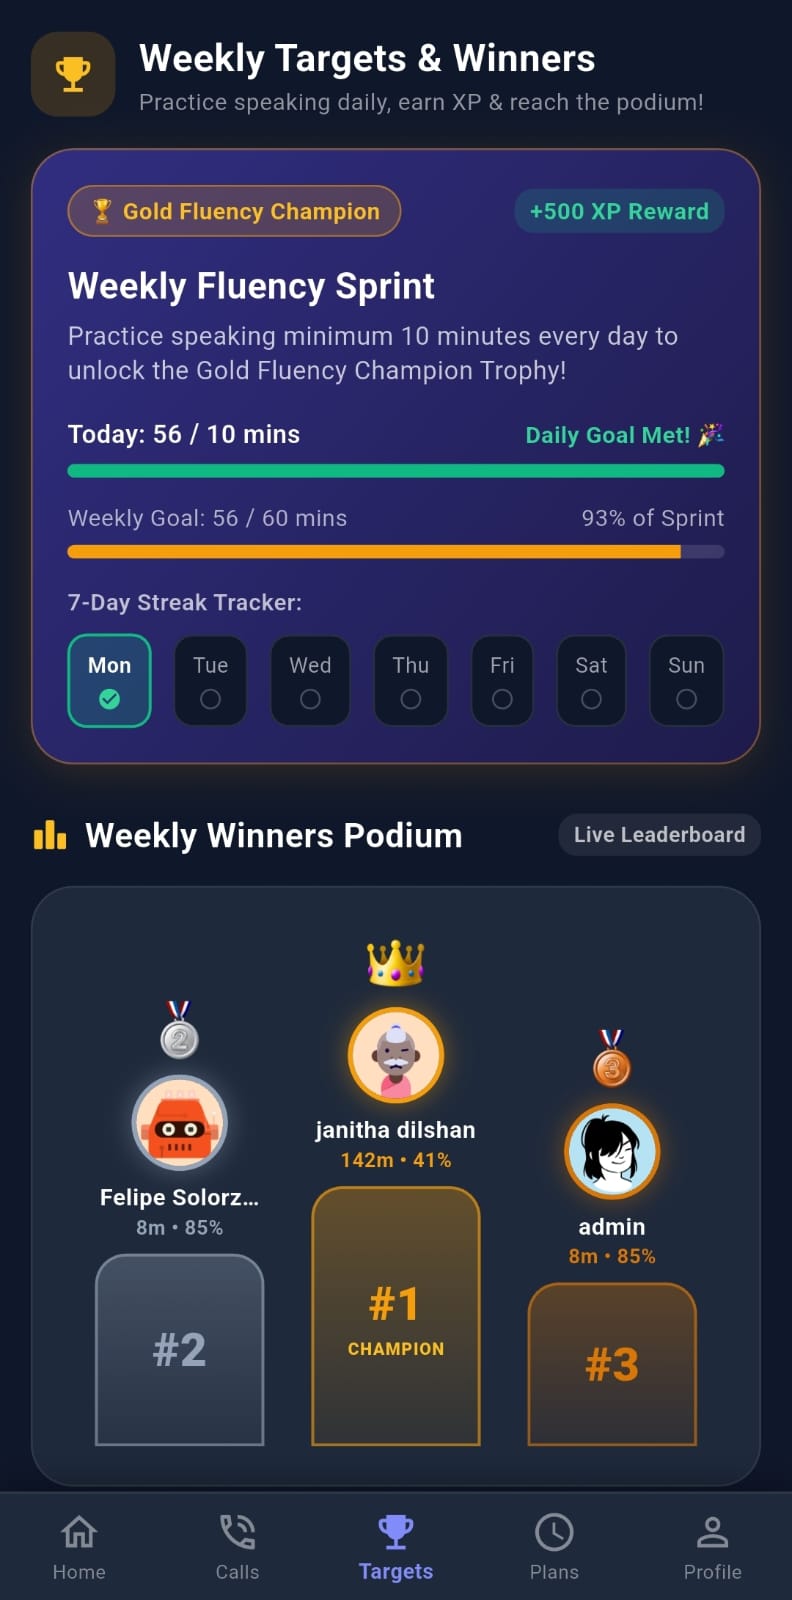 Weekly Targets & Winners
Practice speaking daily, earn XP & reach the podium!
🏆 Gold Fluency Champion
+500 XP Reward
Weekly Fluency Sprint
Practice speaking minimum 10 minutes every day to
unlock the Gold Fluency Champion Trophy!
Today: 56 / 10 mins
Daily Goal Met! 🎉
Weekly Goal: 56 / 60 mins
93% of Sprint
7-Day Streak Tracker:
Mon
Tue
Wed
Thu
Fri
Sat
Sun
Weekly Winners Podium
Live Leaderboard
2
Felipe Solorz...
8m • 85%
#2
janitha dilshan
142m • 41%
#1
CHAMPION
3
admin
8m • 85%
#3
Home
Calls
Targets
Plans
Profile